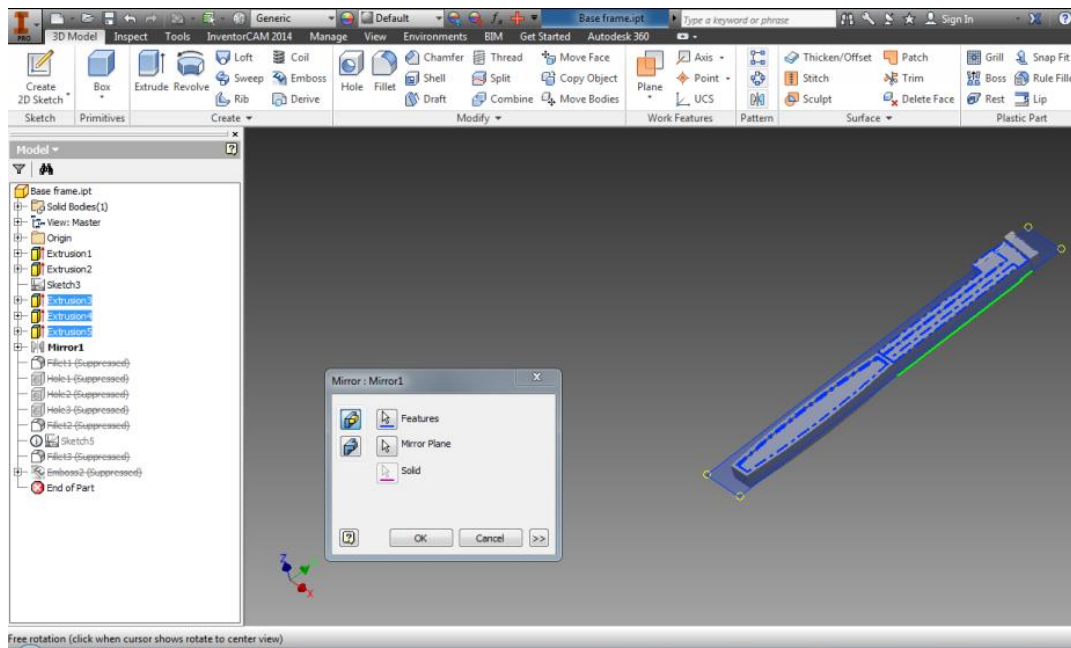 Generic Default Base frame.ipt Type a keyword or phrase Sign In
PRO 3D Model Inspect Tools InventorCAM 2014 Manage View Environments BIM Get Started Autodesk 360
Create 2D Sketch Box Extrude Revolve Loft Sweep Rib Coil Emboss Derive Hole Fillet Chamfer Shell Draft Thread Split Combine Move Face Copy Object Move Bodies Plane Axis Point UCS Thicken/Offset Stitch Sculpt Patch Trim Delete Face Grill Boss Rest Snap Fit Rule Fille Lip
Sketch Primitives Create Modify Work Features Pattern Surface Plastic Part
Model
Base frame.ipt
Solid Bodies(1)
View: Master
Origin
Extrusion1
Extrusion2
Sketch3
Extrusion3
Extrusion4
Extrusion5
Mirror1
Fillet1 (Suppressed)
Hole1 (Suppressed)
Hole2 (Suppressed)
Hole3 (Suppressed)
Fillet2 (Suppressed)
Sketch5
Fillet3 (Suppressed)
Emboss2 (Suppressed)
End of Part
Mirror : Mirror1
Features
Mirror Plane
Solid
OK Cancel >>
Z
X
Free rotation (click when cursor shows rotate to center view)